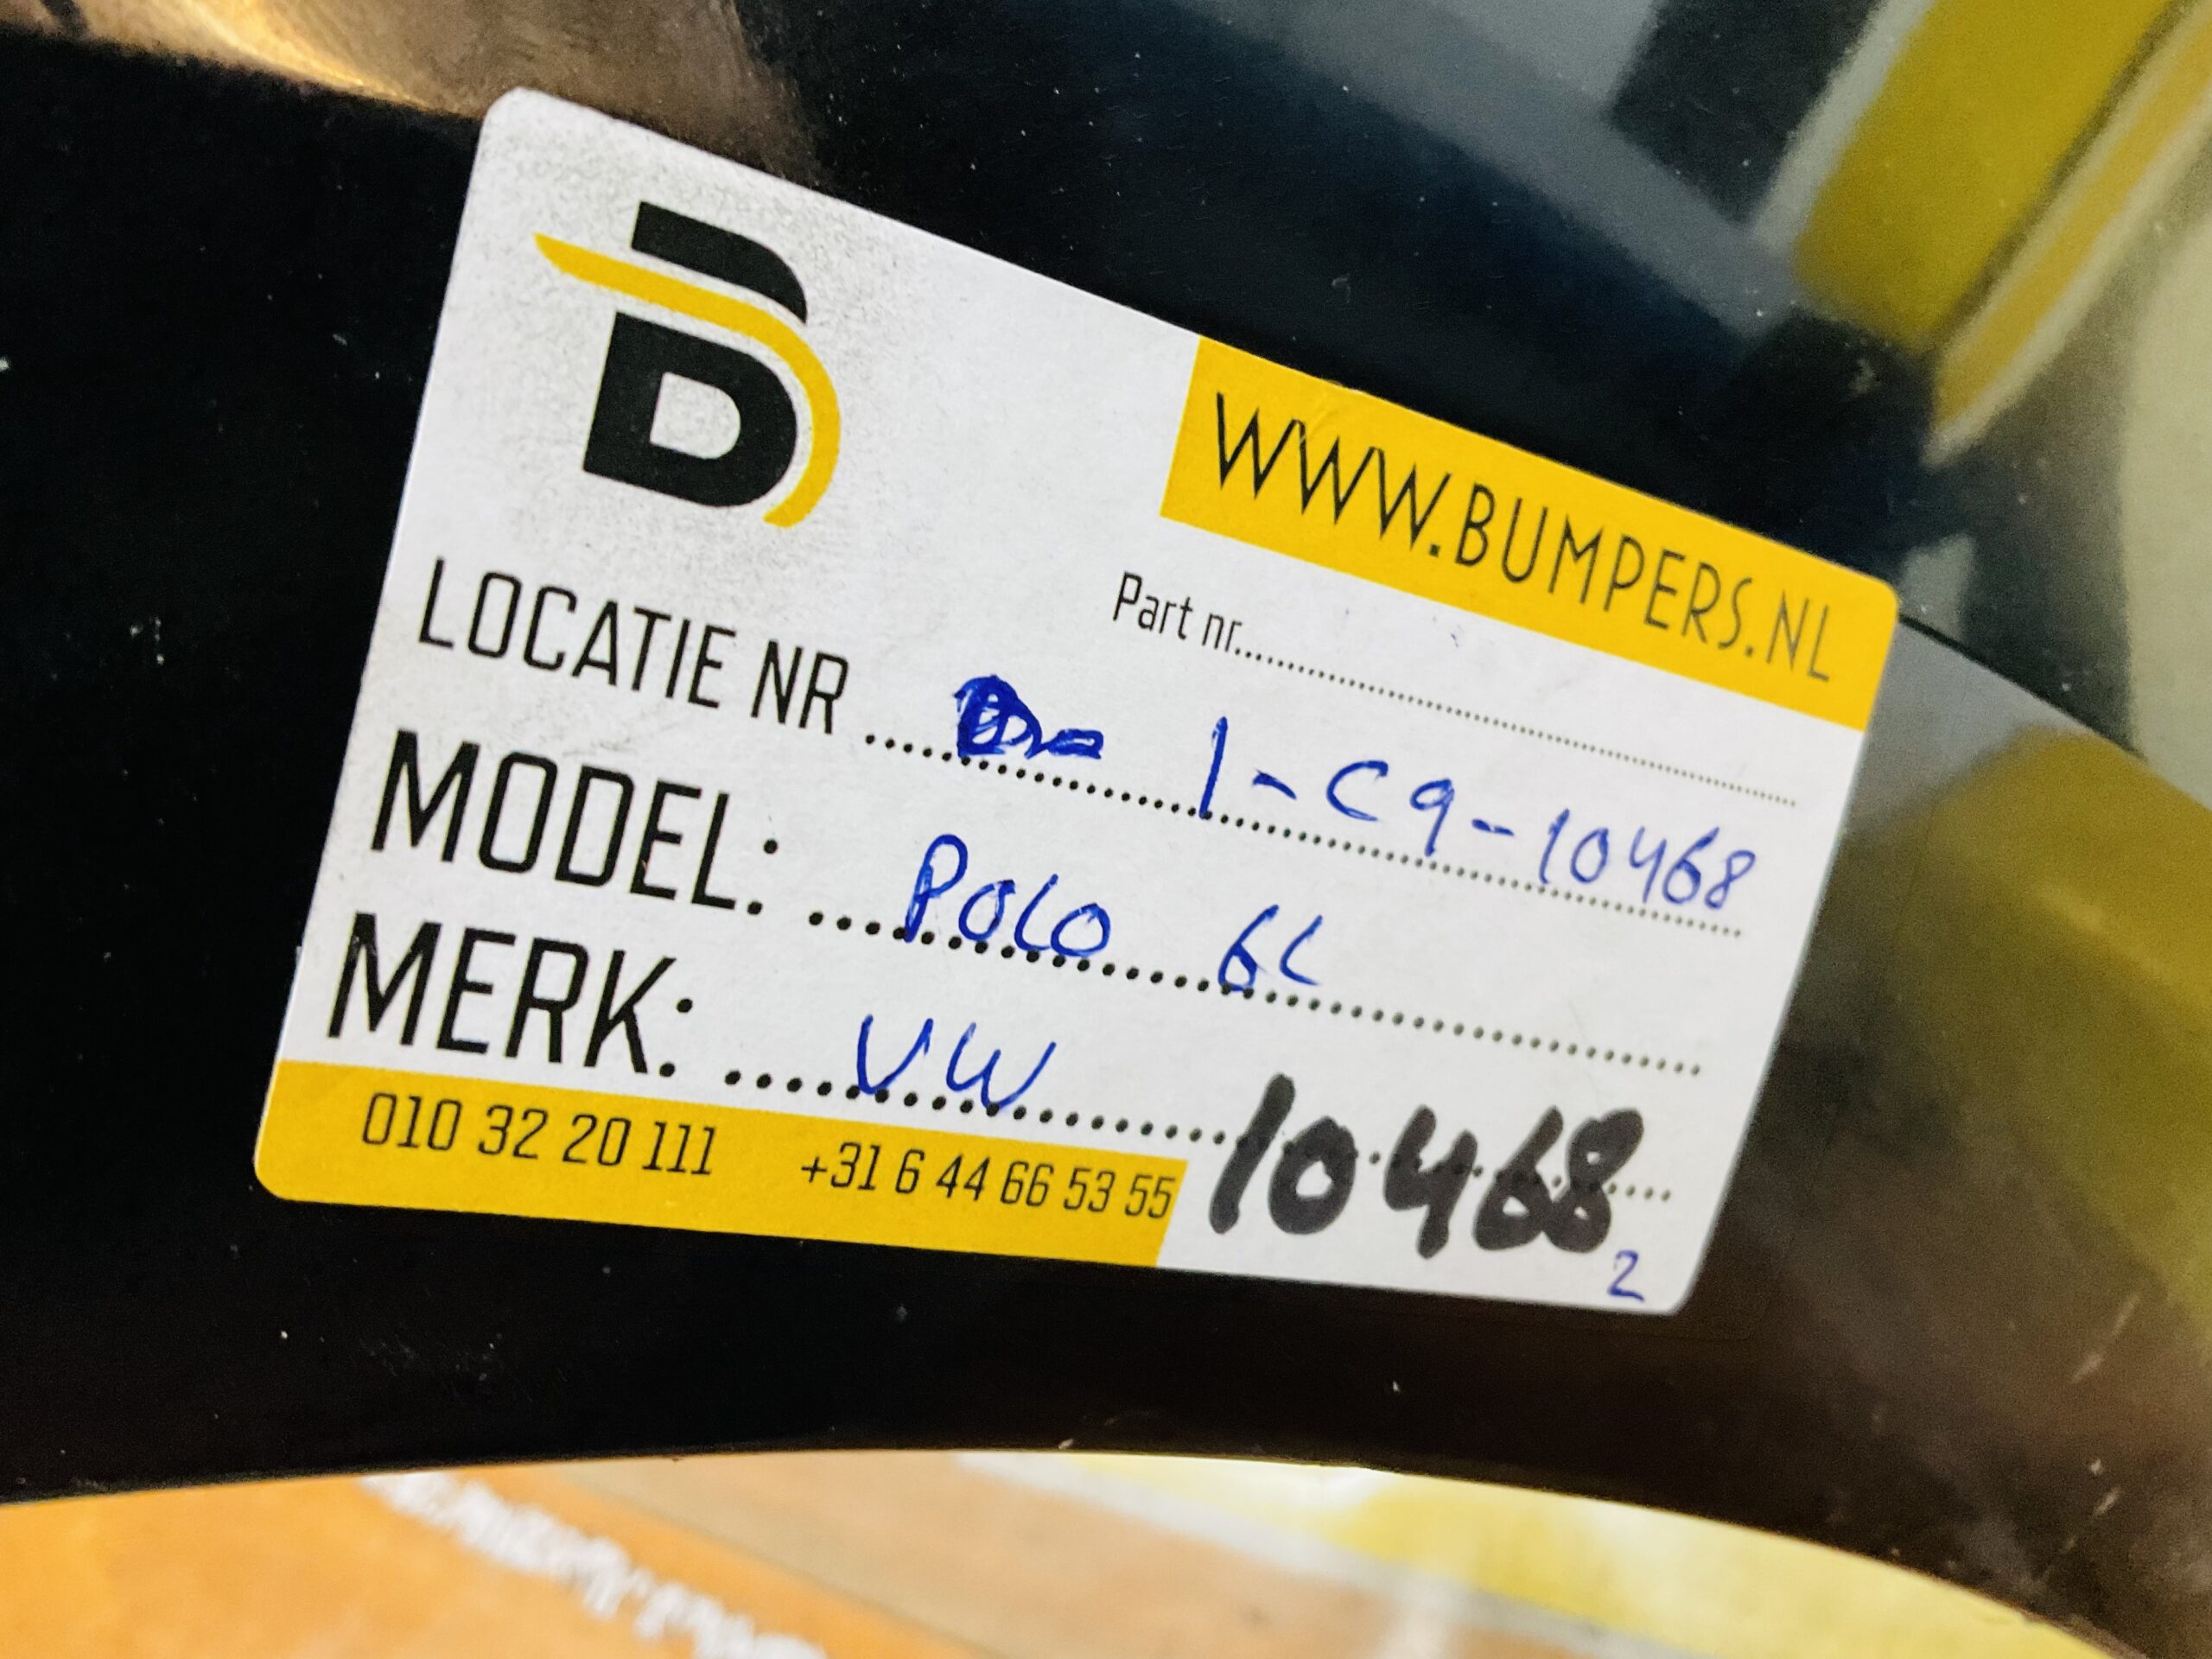 B
WWW.BUMPERS.NL
Part nr.
LOCATIE NR 1-C9-10468
MODEL: POLO 6C
MERK: VW
10468
2
010 32 20 111 +31 6 44 66 53 55